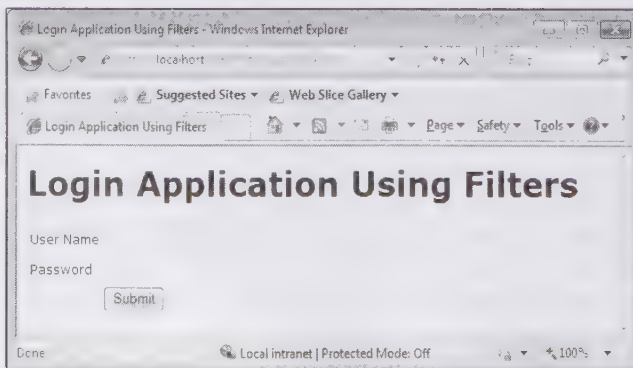 Login Application Using Filters - Windows Internet Explorer
localhost
Favorites Suggested Sites ▾ Web Slice Gallery ▾
Login Application Using Filters Page ▾ Safety ▾ Tools ▾
Login Application Using Filters
User Name
Password
Submit
Done Local intranet | Protected Mode: Off 100% ▾